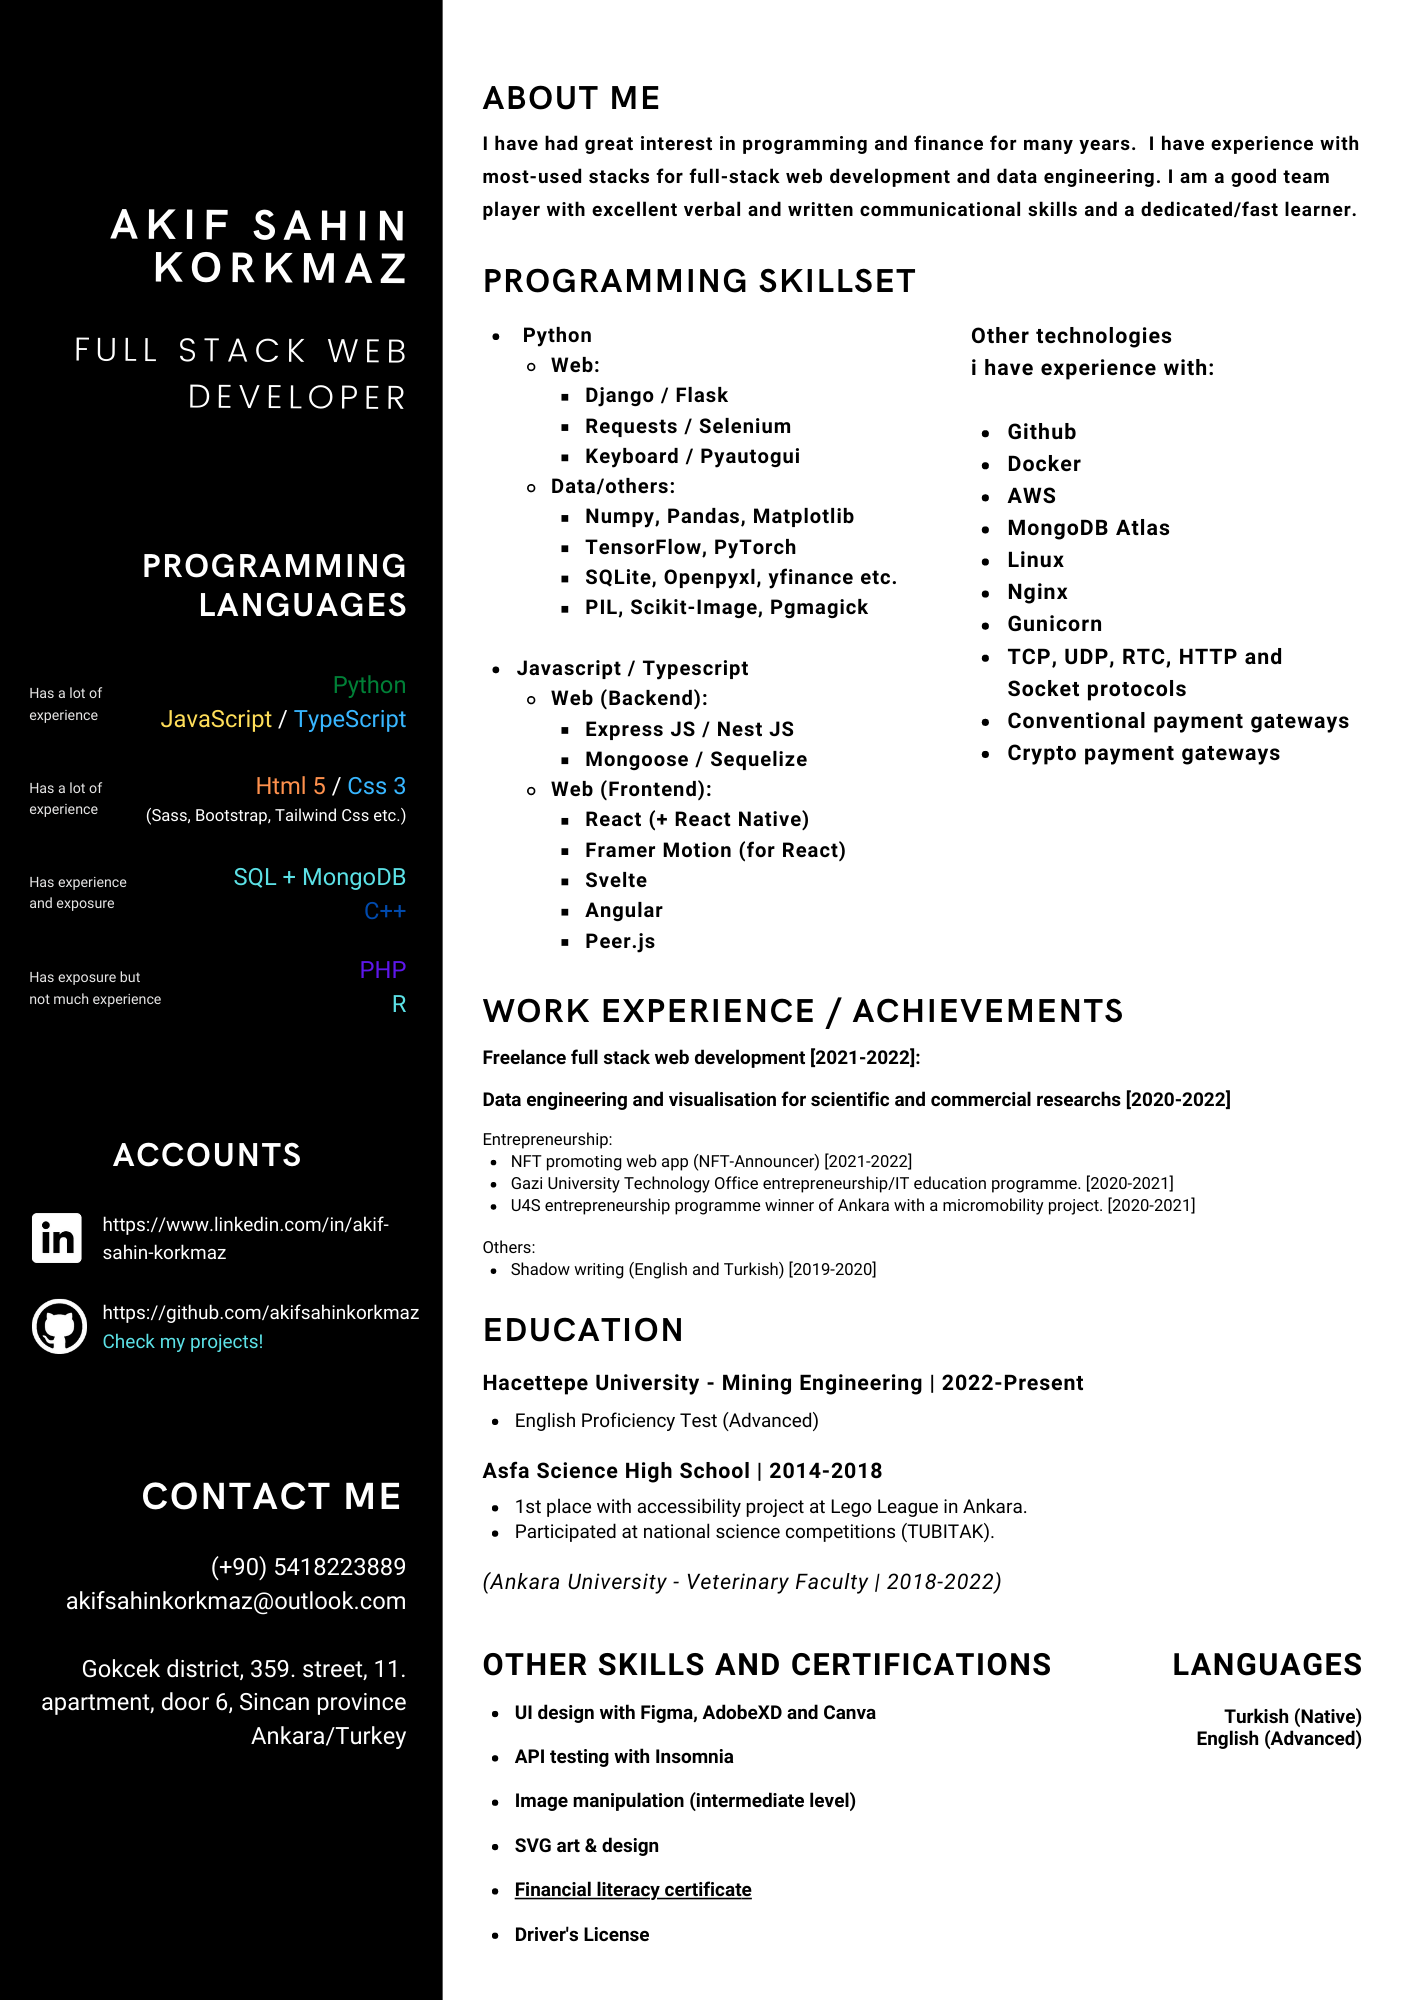 AKIF SAHIN
KORKMAZ
FULL STACK WEB
DEVELOPER
PROGRAMMING
LANGUAGES
Has a lot of
experience
Python
JavaScript / TypeScript
Has a lot of
experience
Html 5 / Css 3
(Sass, Bootstrap, Tailwind Css etc.)
Has experience
and exposure
SQL + MongoDB
C++
Has exposure but
not much experience
PHP
R
ACCOUNTS
https://www.linkedin.com/in/akif-
sahin-korkmaz
https://github.com/akifsahinkorkmaz
Check my projects!
CONTACT ME
(+90) 5418223889
akifsahinkorkmaz@outlook.com
Gokcek district, 359. street, 11.
apartment, door 6, Sincan province
Ankara/Turkey
ABOUT ME
I have had great interest in programming and finance for many years.  I have experience with
most-used stacks for full-stack web development and data engineering. I am a good team
player with excellent verbal and written communicational skills and a dedicated/fast learner.
PROGRAMMING SKILLSET
• Python
◦ Web:
▪ Django / Flask
▪ Requests / Selenium
▪ Keyboard / Pyautogui
◦ Data/others:
▪ Numpy, Pandas, Matplotlib
▪ TensorFlow, PyTorch
▪ SQLite, Openpyxl, yfinance etc.
▪ PIL, Scikit-Image, Pgmagick
• Javascript / Typescript
◦ Web (Backend):
▪ Express JS / Nest JS
▪ Mongoose / Sequelize
◦ Web (Frontend):
▪ React (+ React Native)
▪ Framer Motion (for React)
▪ Svelte
▪ Angular
▪ Peer.js
Other technologies
i have experience with:
• Github
• Docker
• AWS
• MongoDB Atlas
• Linux
• Nginx
• Gunicorn
• TCP, UDP, RTC, HTTP and
Socket protocols
• Conventional payment gateways
• Crypto payment gateways
WORK EXPERIENCE / ACHIEVEMENTS
Freelance full stack web development [2021-2022]:
Data engineering and visualisation for scientific and commercial researchs [2020-2022]
Entrepreneurship:
• NFT promoting web app (NFT-Announcer) [2021-2022]
• Gazi University Technology Office entrepreneurship/IT education programme. [2020-2021]
• U4S entrepreneurship programme winner of Ankara with a micromobility project. [2020-2021]
Others:
• Shadow writing (English and Turkish) [2019-2020]
EDUCATION
Hacettepe University - Mining Engineering | 2022-Present
• English Proficiency Test (Advanced)
Asfa Science High School | 2014-2018
• 1st place with accessibility project at Lego League in Ankara.
• Participated at national science competitions (TUBITAK).
(Ankara University - Veterinary Faculty | 2018-2022)
OTHER SKILLS AND CERTIFICATIONS
• UI design with Figma, AdobeXD and Canva
• API testing with Insomnia
• Image manipulation (intermediate level)
• SVG art & design
• Financial literacy certificate
• Driver's License
LANGUAGES
Turkish (Native)
English (Advanced)